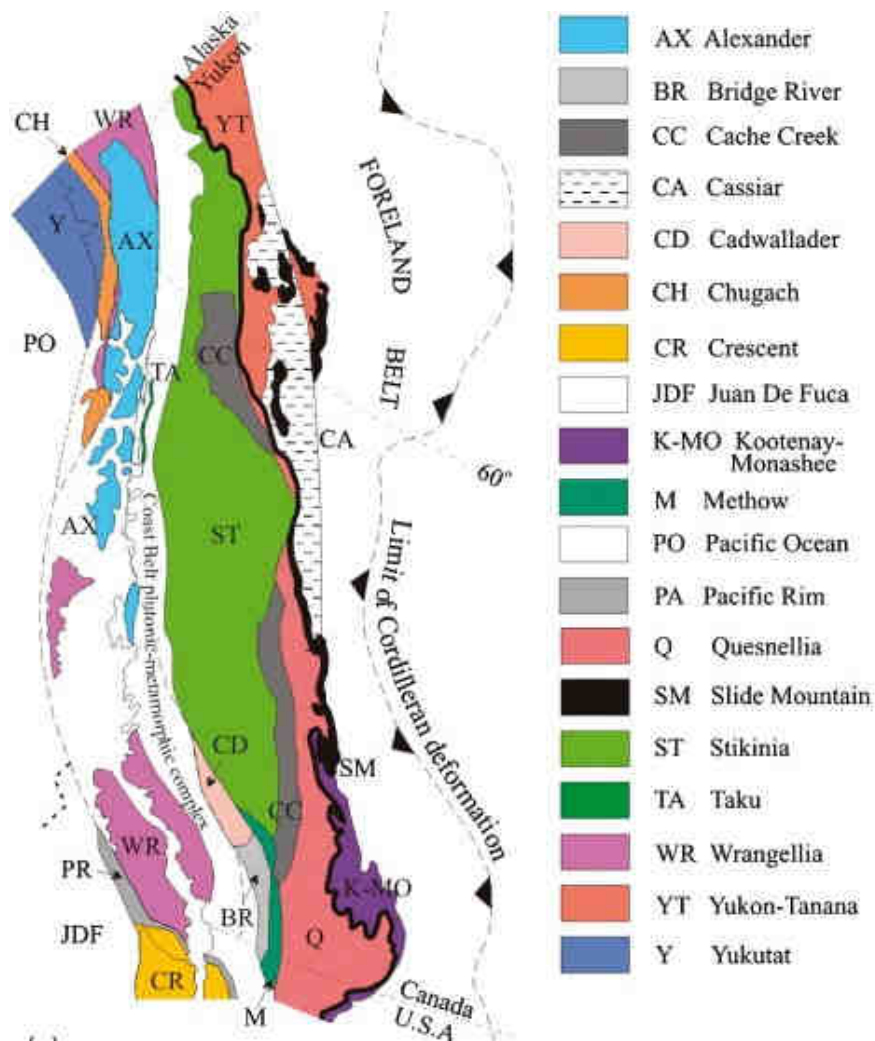 Alaska
Yukon
CH
WR
YT
Y
AX
FORELAND
BELT
PO
CC
TA
CA
60°
AX
ST
Coast Belt plutonic-metamorphic complex
Limit of Cordilleran deformation
CD
SM
CC
WR
PR
K-MO
BR
JDF
Q
CR
M
Canada
U.S.A
AX Alexander
BR Bridge River
CC Cache Creek
CA Cassiar
CD Cadwallader
CH Chugach
CR Crescent
JDF Juan De Fuca
K-MO Kootenay-
Monashee
M Methow
PO Pacific Ocean
PA Pacific Rim
Q Quesnellia
SM Slide Mountain
ST Stikinia
TA Taku
WR Wrangellia
YT Yukon-Tanana
Y Yukutat